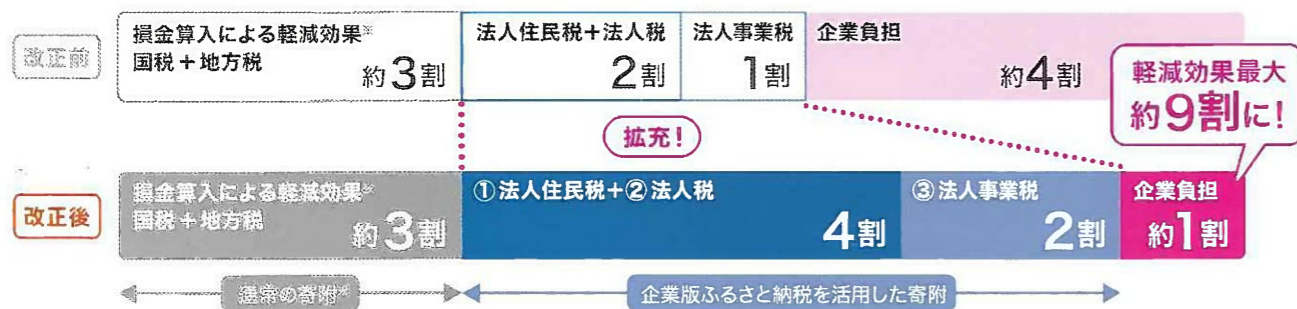 改正前
損金算入による軽減効果※
国税+地方税
約3割
法人住民税+法人税
2割
法人事業税
1割
企業負担
約4割
軽減効果最大
約9割に!
拡充!
改正後
損金算入による軽減効果※
国税+地方税
約3割
①法人住民税+②法人税
4割
③法人事業税
2割
企業負担
約1割
通常の寄附※
企業版ふるさと納税を活用した寄附